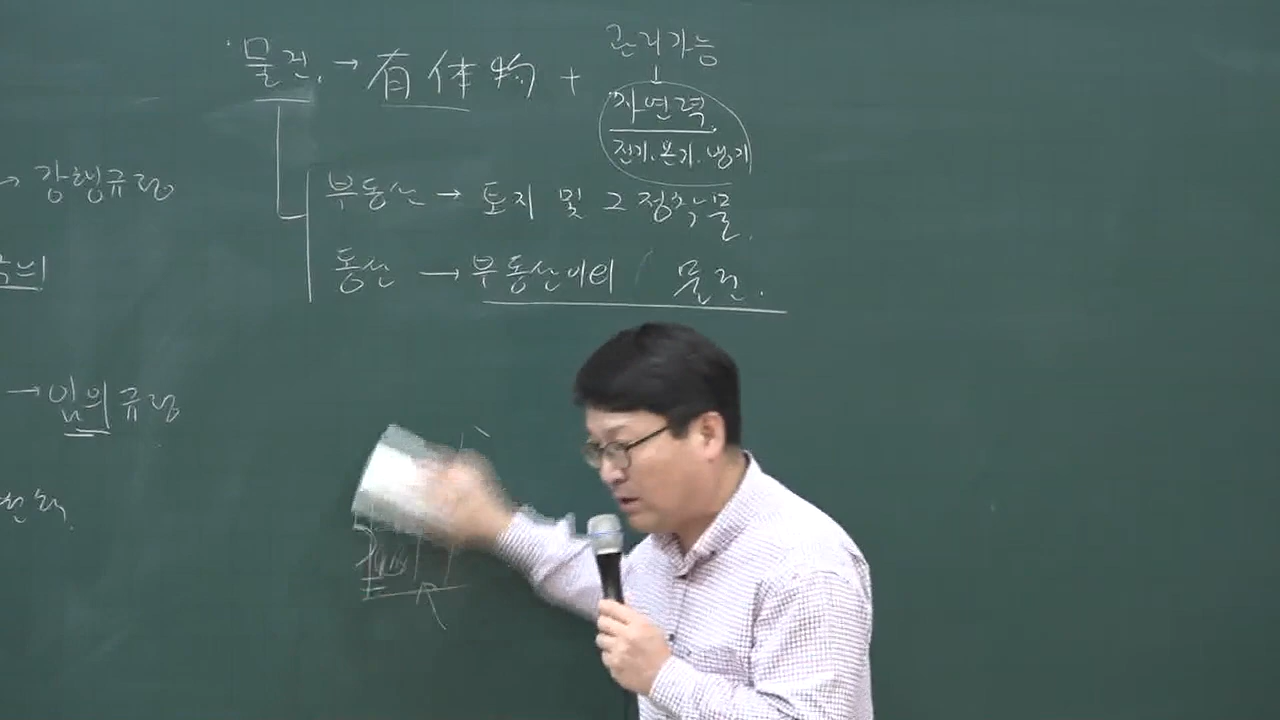 관리가능
↓
물건. → 有体物 + 자연력
전기.온기.냉기
→ 강행규정
부동산 → 토지 및 그 정착물.
동산 → 부동산이외 물건.
→ 임의규정